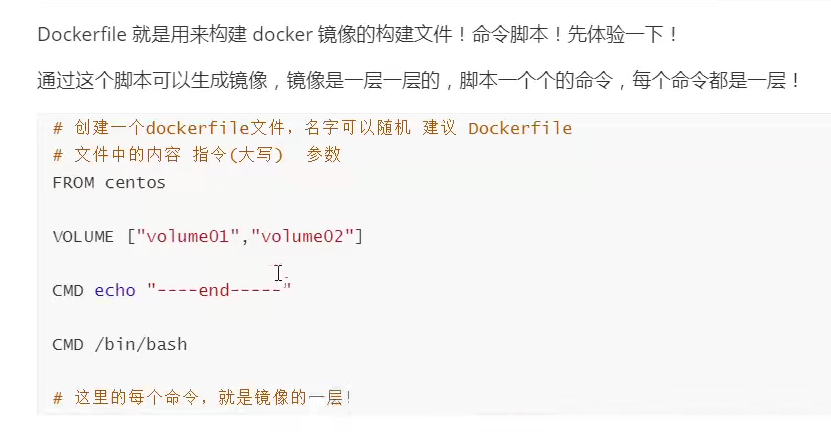 Dockerfile 就是用来构建 docker 镜像的构建文件！命令脚本！先体验一下！
通过这个脚本可以生成镜像，镜像是一层一层的，脚本一个个的命令，每个命令都是一层！
# 创建一个dockerfile文件，名字可以随机 建议 Dockerfile
# 文件中的内容 指令(大写)  参数
FROM centos
VOLUME ["volume01","volume02"]
CMD echo "----end-----"
CMD /bin/bash
# 这里的每个命令，就是镜像的一层！